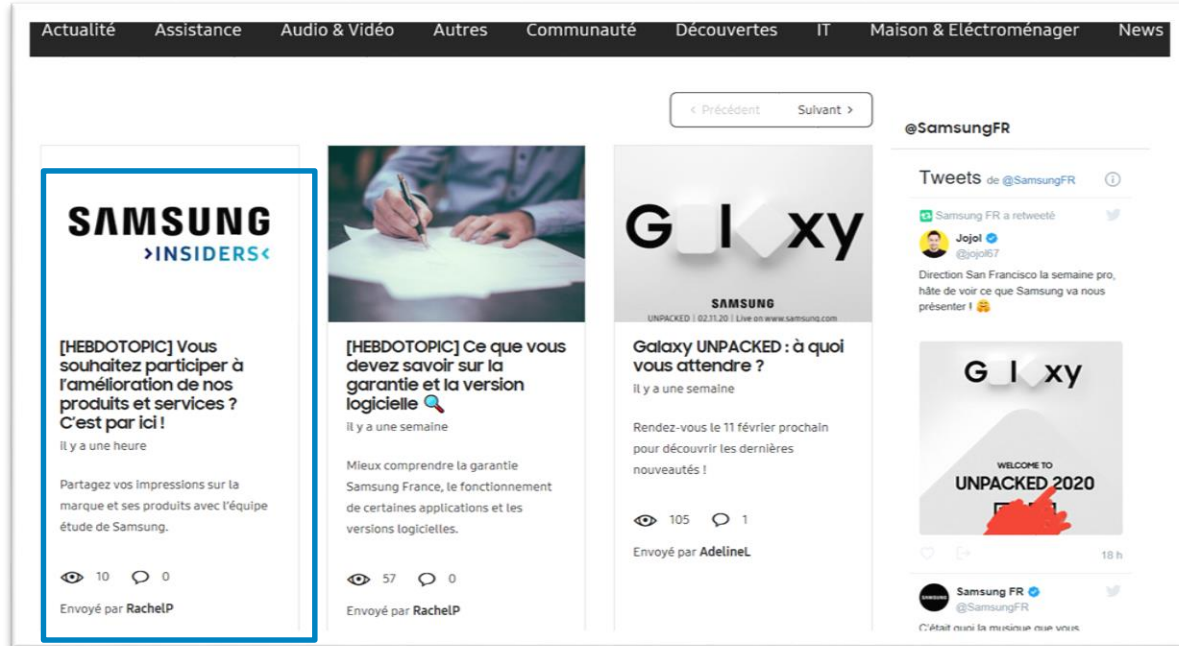 Actualité Assistance Audio & Vidéo Autres Communauté Découvertes IT Maison & Eléctroménager News
< Précédent Suivant >
SAMSUNG
>INSIDERS<
[HEBDOTOPIC] Vous
souhaitez participer à
l'amélioration de nos
produits et services ?
C'est par ici !
il y a une heure
Partagez vos impressions sur la
marque et ses produits avec l'équipe
étude de Samsung.
10 0
Envoyé par RachelP
[HEBDOTOPIC] Ce que vous
devez savoir sur la
garantie et la version
logicielle 🔍
il y a une semaine
Mieux comprendre la garantie
Samsung France, le fonctionnement
de certaines applications et les
versions logicielles.
57 0
Envoyé par RachelP
G l xy
SAMSUNG
UNPACKED | 02.11.20 | Live on www.samsung.com
Galaxy UNPACKED : à quoi
vous attendre ?
il y a une semaine
Rendez-vous le 11 février prochain
pour découvrir les dernières
nouveautés !
105 1
Envoyé par AdelineL
@SamsungFR
Tweets de @SamsungFR
Samsung FR a retweeté
Jojol
@jojol67
Direction San Francisco la semaine pro,
hâte de voir ce que Samsung va nous
présenter ! 🤗
G l xy
WELCOME TO
UNPACKED 2020
18 h
Samsung FR
@SamsungFR
C'était quoi la musique que vous